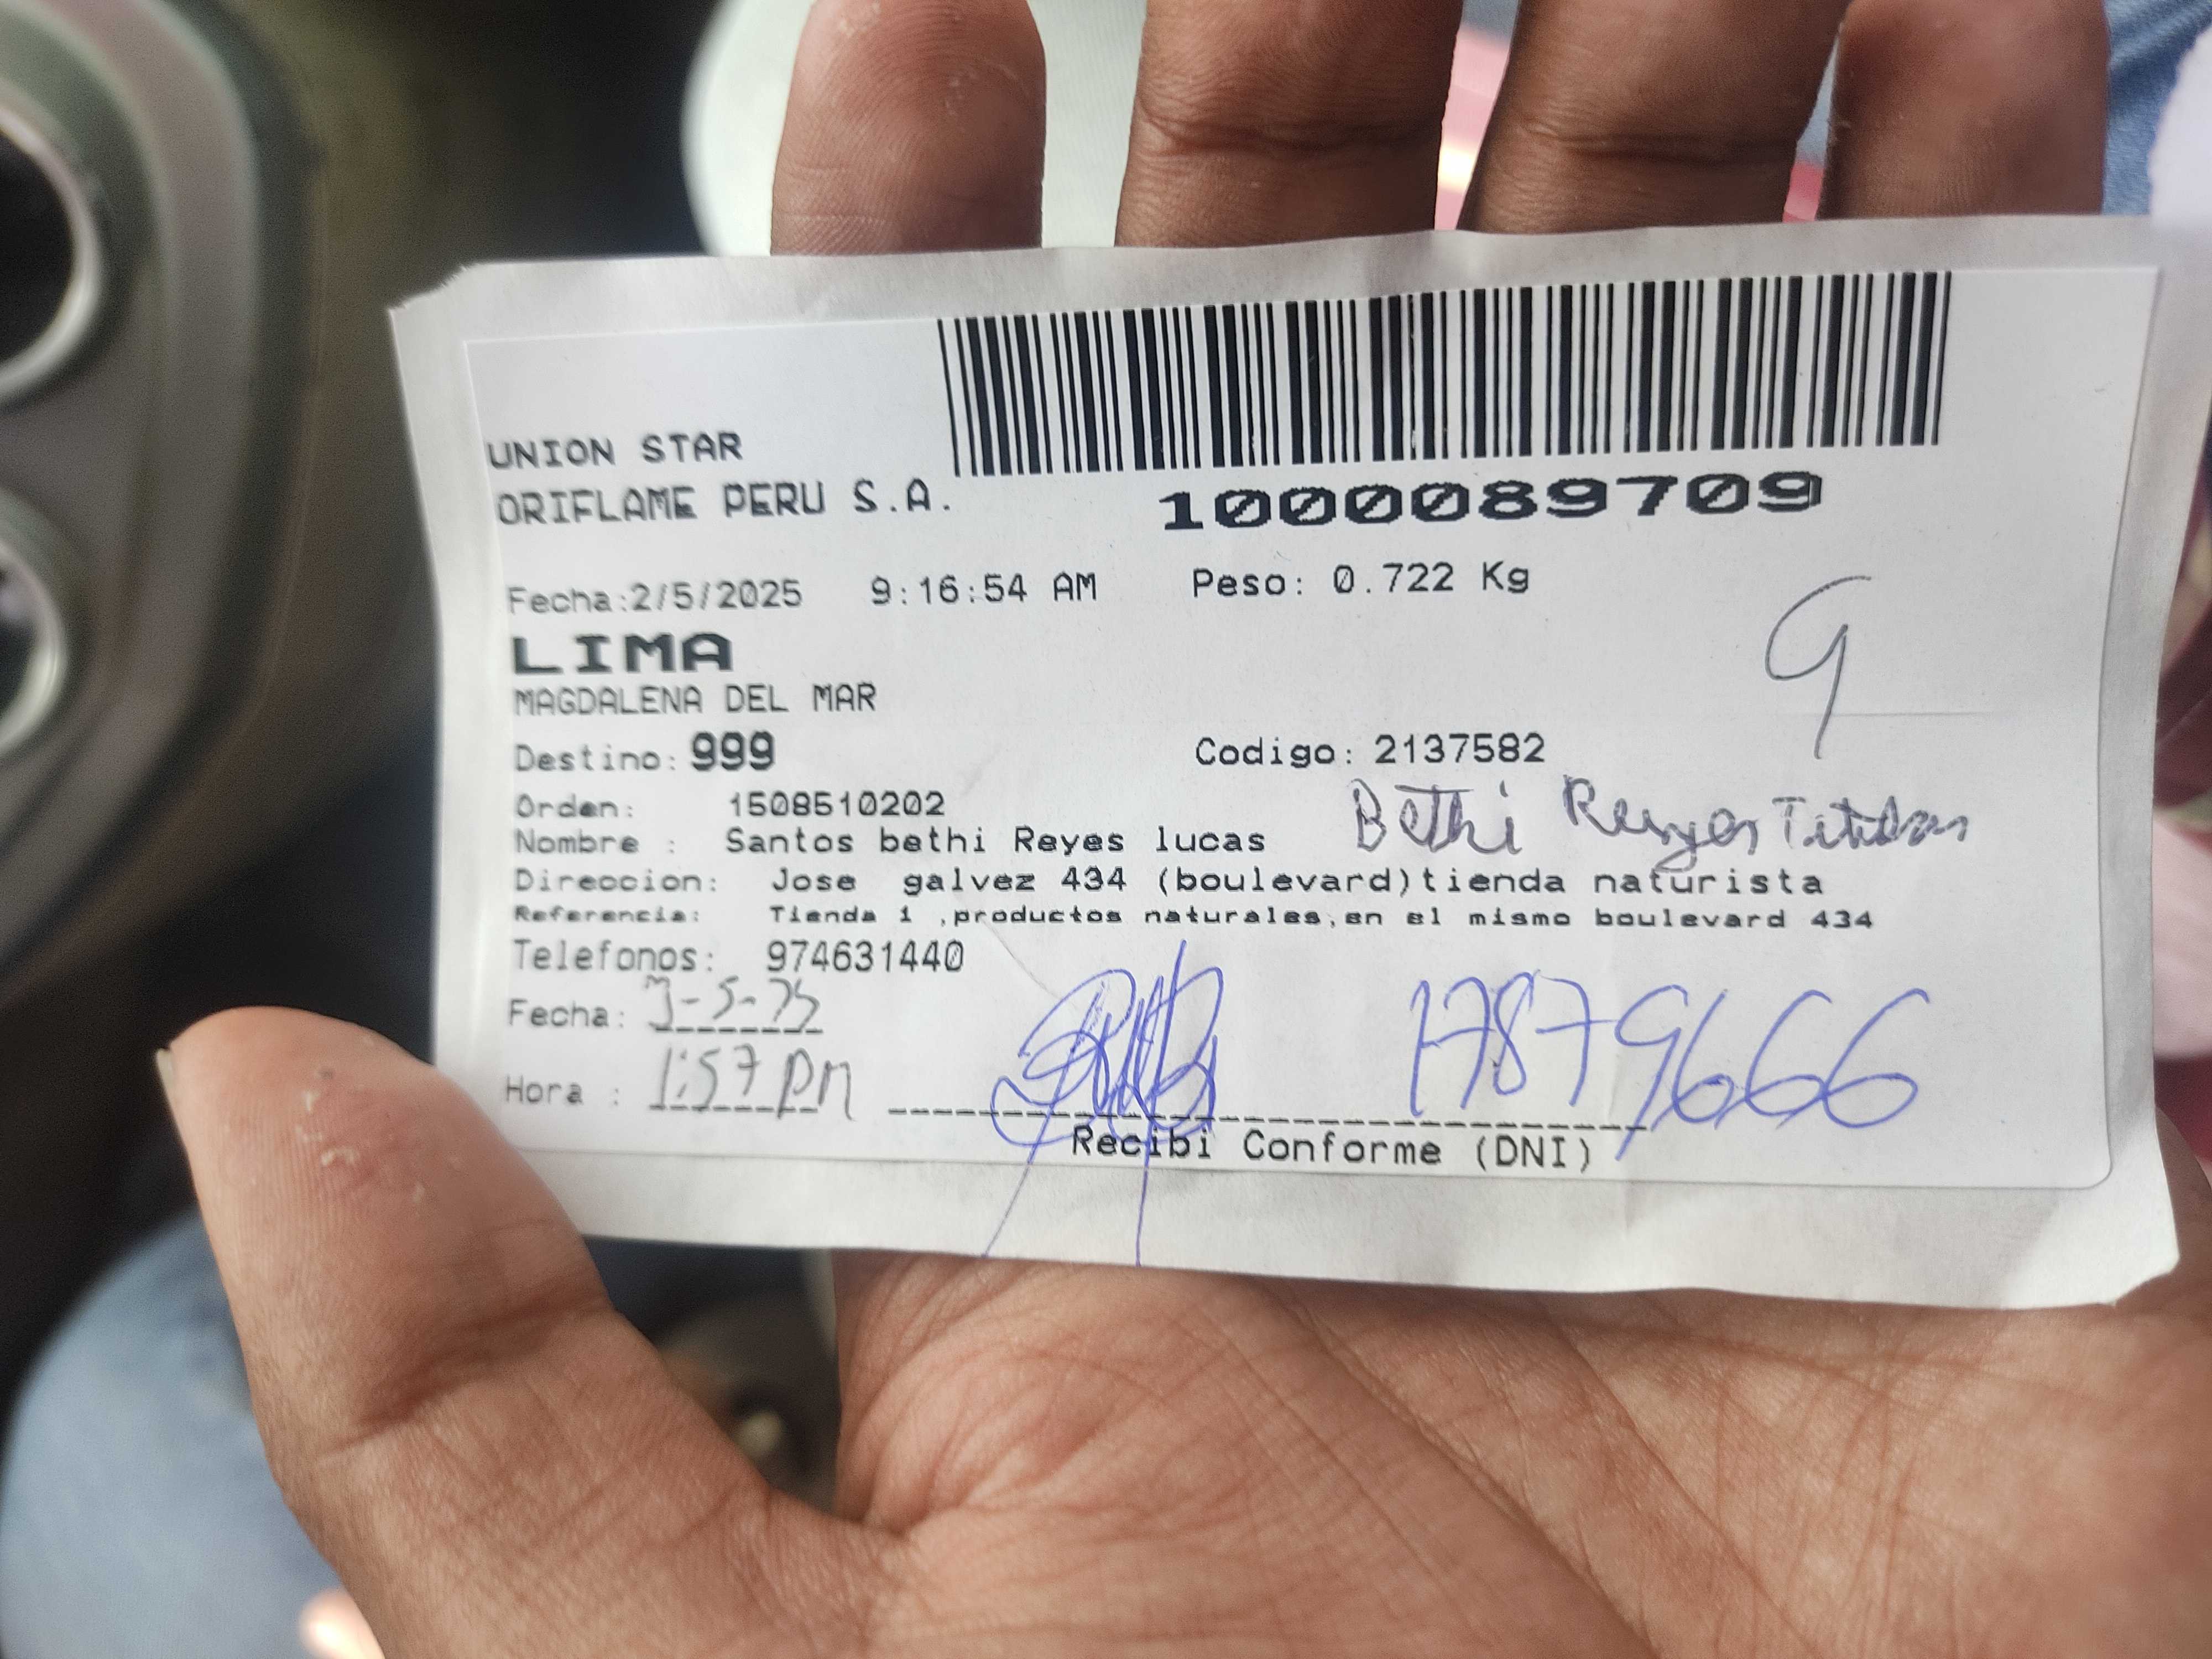 UNION STAR
ORIFLAME PERU S.A.
1000089709
Fecha:2/5/2025 9:16:54 AM Peso: 0.722 Kg
LIMA
MAGDALENA DEL MAR
9
Destino: 999 Codigo: 2137582
Orden: 1508510202
Nombre : Santos bethi Reyes lucas Bethi Reyes
Direccion: Jose galvez 434 (boulevard)tienda naturista
Referencia: Tienda 1 ,productos naturales,en el mismo boulevard 434
Telefonos: 974631440
Fecha: 3-5-25
Hora : 1:57 pm 17879666
Recibi Conforme (DNI)